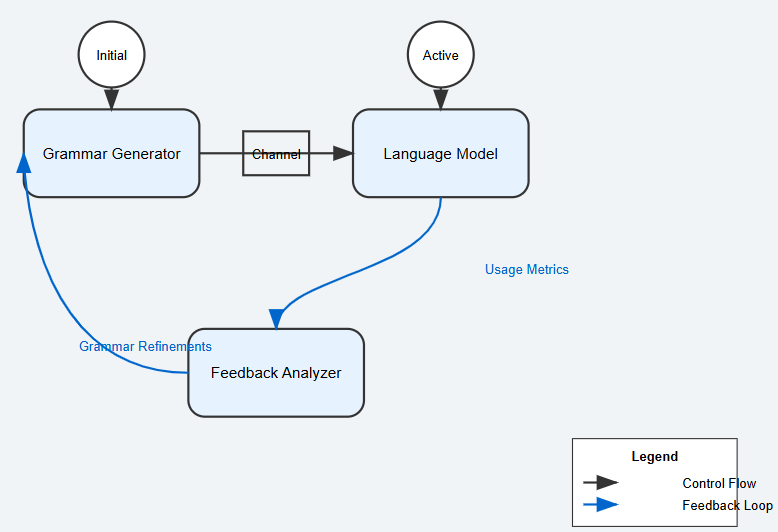 Initial
Active
Grammar Generator
Channel
Language Model
Usage Metrics
Grammar Refinements
Feedback Analyzer
Legend
Control Flow
Feedback Loop